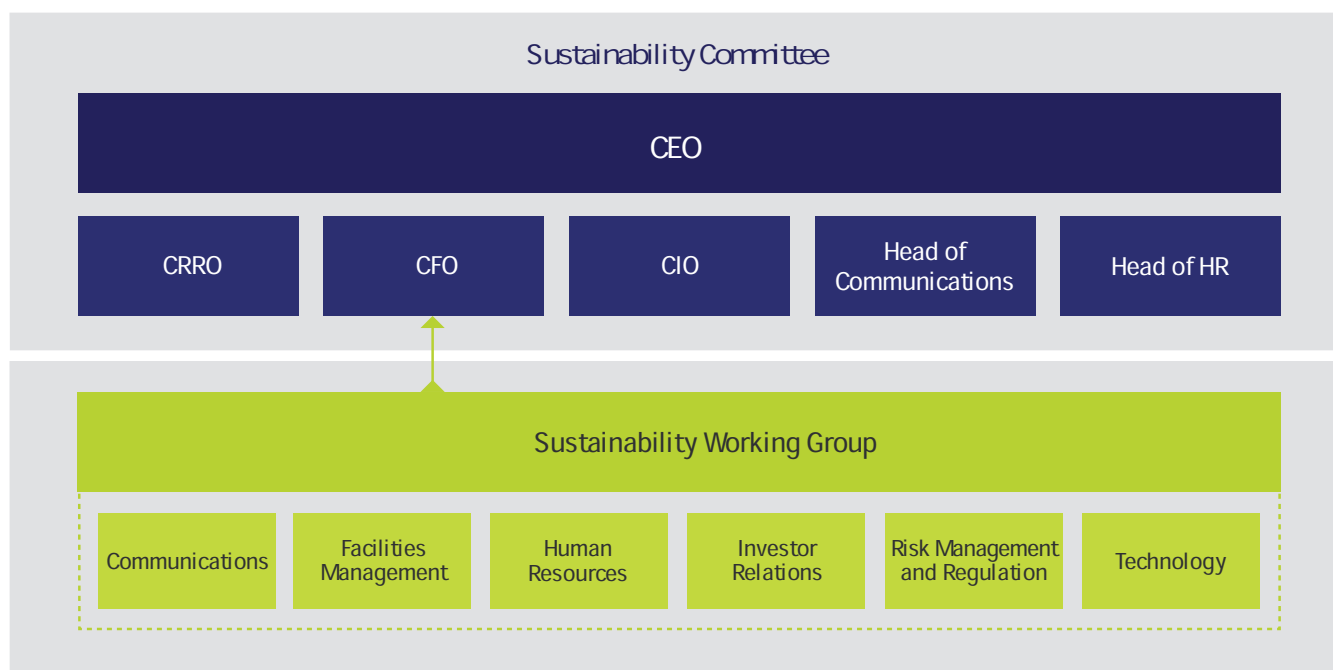 Sustainability Committee
CEO
CRRO
CFO
CIO
Head of
Communications
Head of HR
Sustainability Working Group
Communications
Facilities
Management
Human
Resources
Investor
Relations
Risk Management
and Regulation
Technology